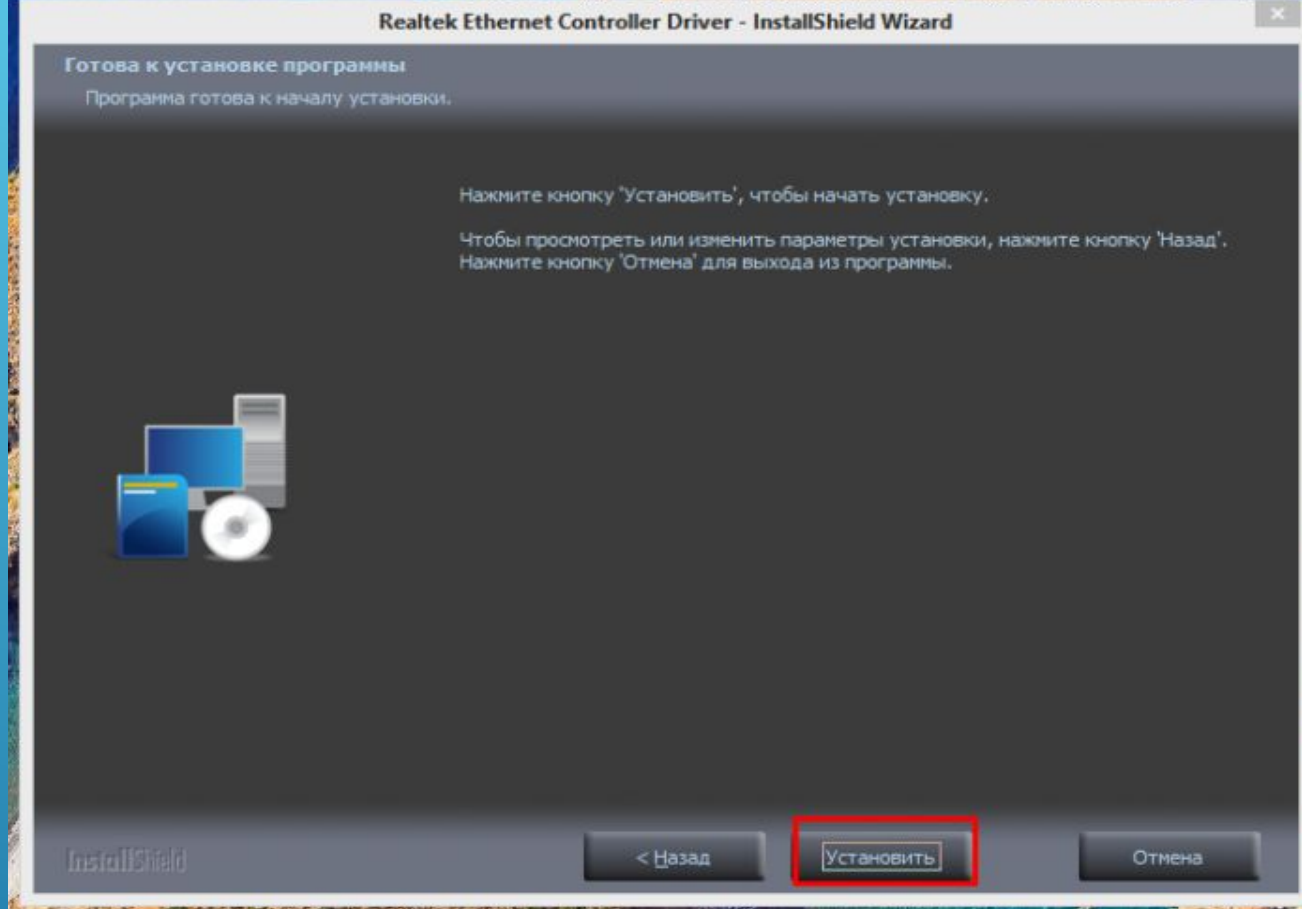 Realtek Ethernet Controller Driver - InstallShield Wizard
Готова к установке программы
Программа готова к началу установки.
Нажмите кнопку 'Установить', чтобы начать установку.
Чтобы просмотреть или изменить параметры установки, нажмите кнопку 'Назад'.
Нажмите кнопку 'Отмена' для выхода из программы.
InstallShield
< Назад
Установить
Отмена